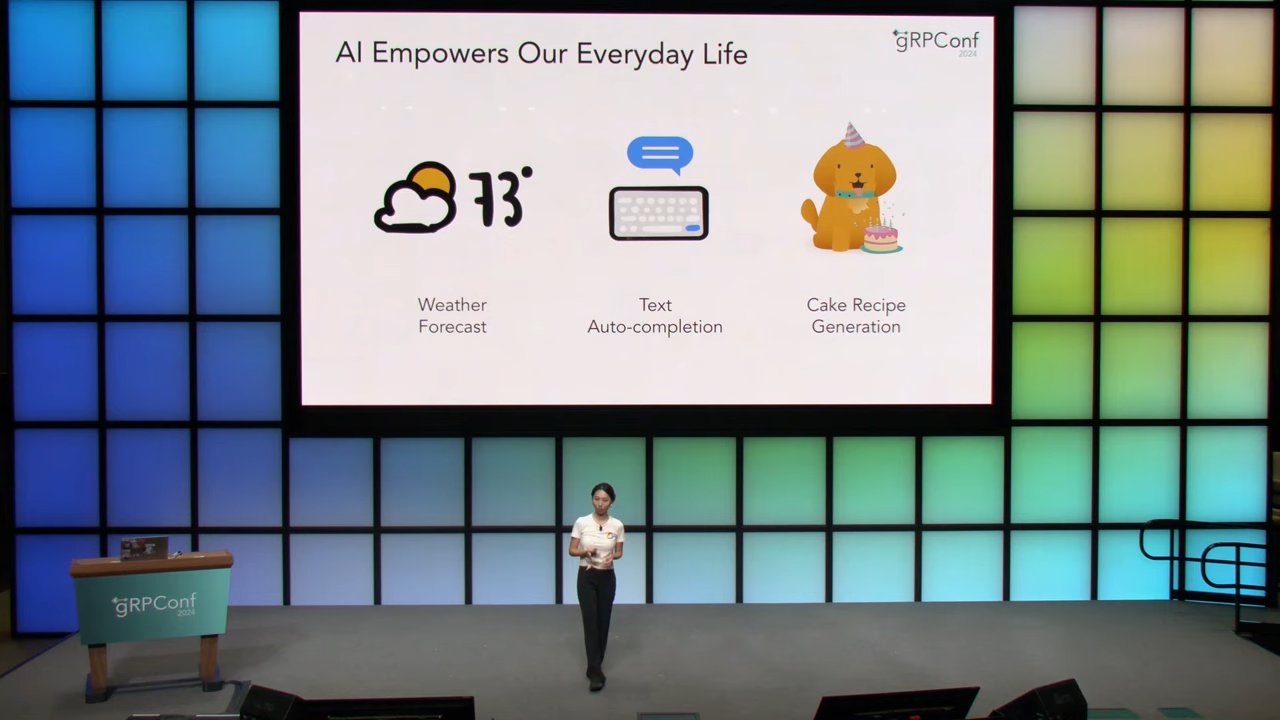 AI Empowers Our Everyday Life
gRPConf
2024
73°
Weather
Forecast
Text
Auto-completion
Cake Recipe
Generation
gRPConf
2024